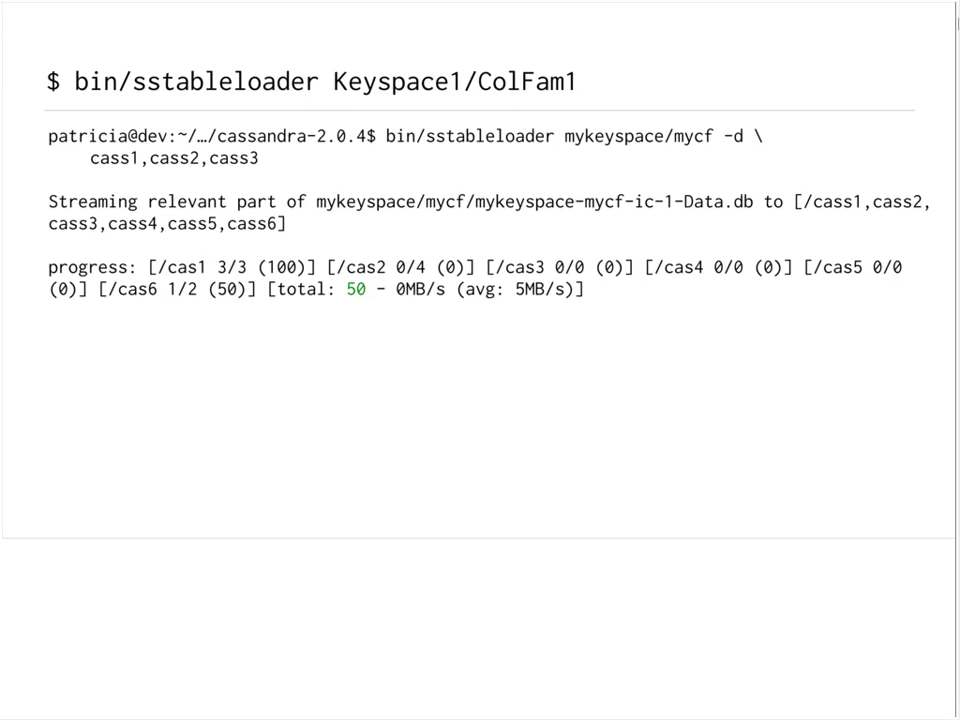 $ bin/sstableloader Keyspace1/ColFam1
patricia@dev:~/…/cassandra-2.0.4$ bin/sstableloader mykeyspace/mycf -d \
cass1,cass2,cass3
Streaming relevant part of mykeyspace/mycf/mykeyspace-mycf-ic-1-Data.db to [/cass1,cass2,
cass3,cass4,cass5,cass6]
progress: [/cas1 3/3 (100)] [/cas2 0/4 (0)] [/cas3 0/0 (0)] [/cas4 0/0 (0)] [/cas5 0/0
(0)] [/cas6 1/2 (50)] [total: 50 - 0MB/s (avg: 5MB/s)]